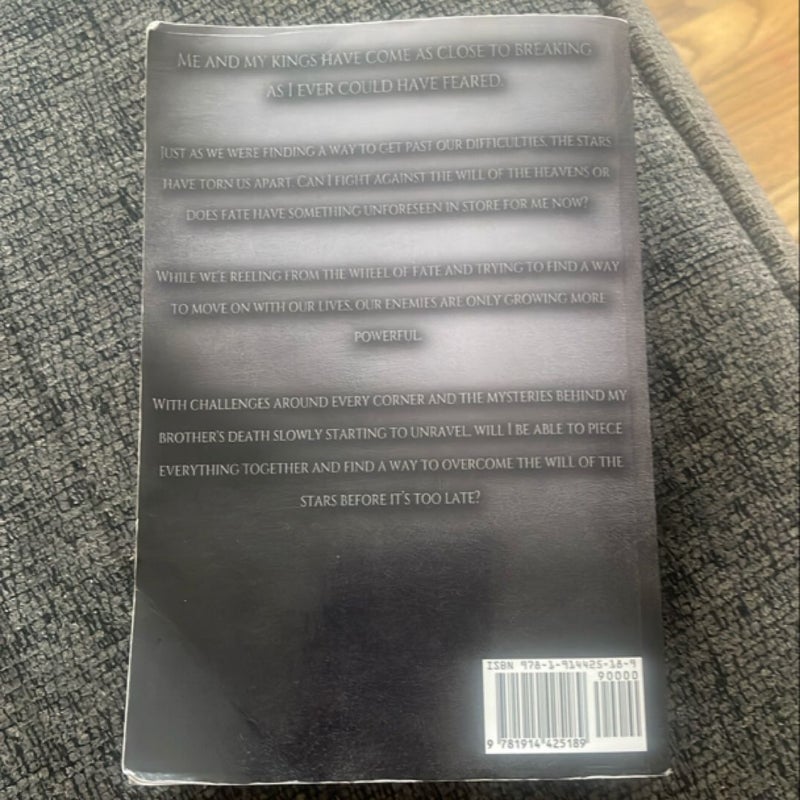 ME AND MY KINGS HAVE COME AS CLOSE TO BREAKING
AS I EVER COULD HAVE FEARED.
JUST AS WE WERE FINDING A WAY TO GET PAST OUR DIFFICULTIES, THE STARS
HAVE TORN US APART. CAN I FIGHT AGAINST THE WILL OF THE HEAVENS OR
DOES FATE HAVE SOMETHING UNFORESEEN IN STORE FOR ME NOW?
WHILE WE'E REELING FROM THE WHEEL OF FATE AND TRYING TO FIND A WAY
TO MOVE ON WITH OUR LIVES, OUR ENEMIES ARE ONLY GROWING MORE
POWERFUL.
WITH CHALLENGES AROUND EVERY CORNER AND THE MYSTERIES BEHIND MY
BROTHER'S DEATH SLOWLY STARTING TO UNRAVEL, WILL I BE ABLE TO PIECE
EVERYTHING TOGETHER AND FIND A WAY TO OVERCOME THE WILL OF THE
STARS BEFORE IT'S TOO LATE?
ISBN 978-1-914425-18-9
90000
9 781914 425189